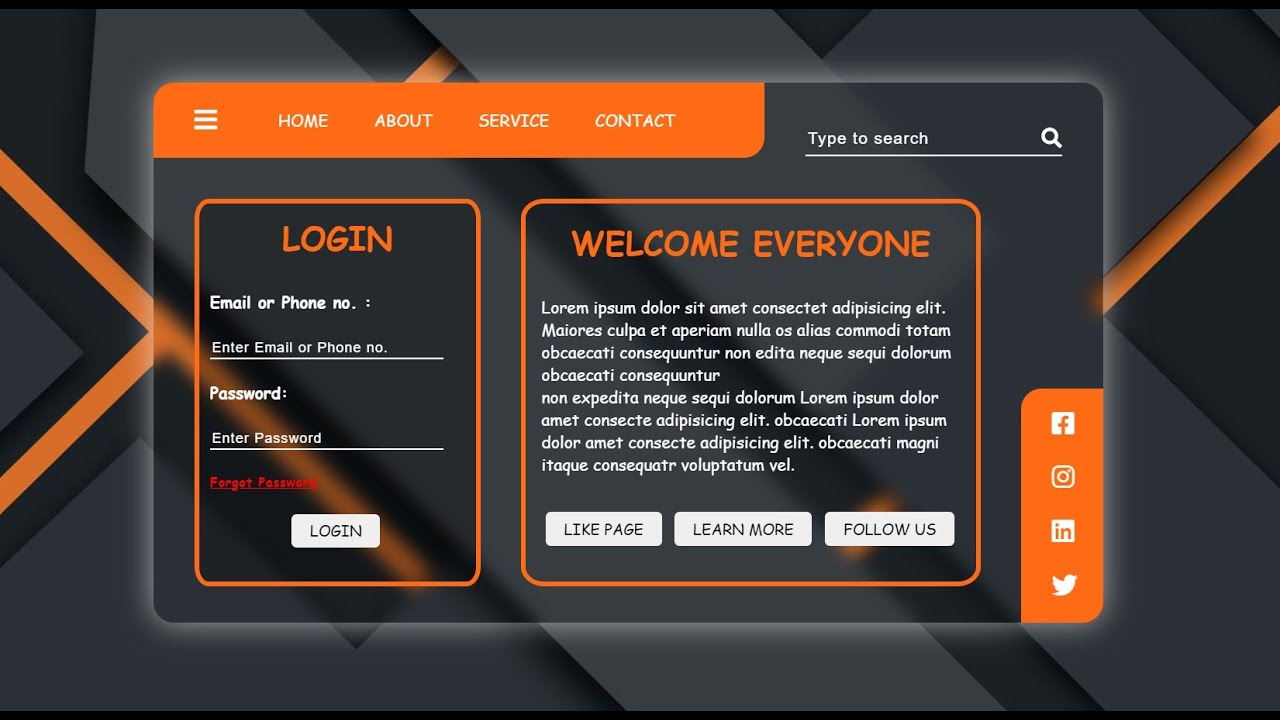 HOME ABOUT SERVICE CONTACT
Type to search
LOGIN
Email or Phone no. :
Enter Email or Phone no.
Password:
Enter Password
Forgot Password
LOGIN
WELCOME EVERYONE
Lorem ipsum dolor sit amet consectet adipisicing elit.
Maiores culpa et aperiam nulla os alias commodi totam
obcaecati consequuntur non edita neque sequi dolorum
obcaecati consequuntur
non expedita neque sequi dolorum Lorem ipsum dolor
amet consecte adipisicing elit. obcaecati Lorem ipsum
dolor amet consecte adipisicing elit. obcaecati magni
itaque consequatr voluptatum vel.
LIKE PAGE LEARN MORE FOLLOW US